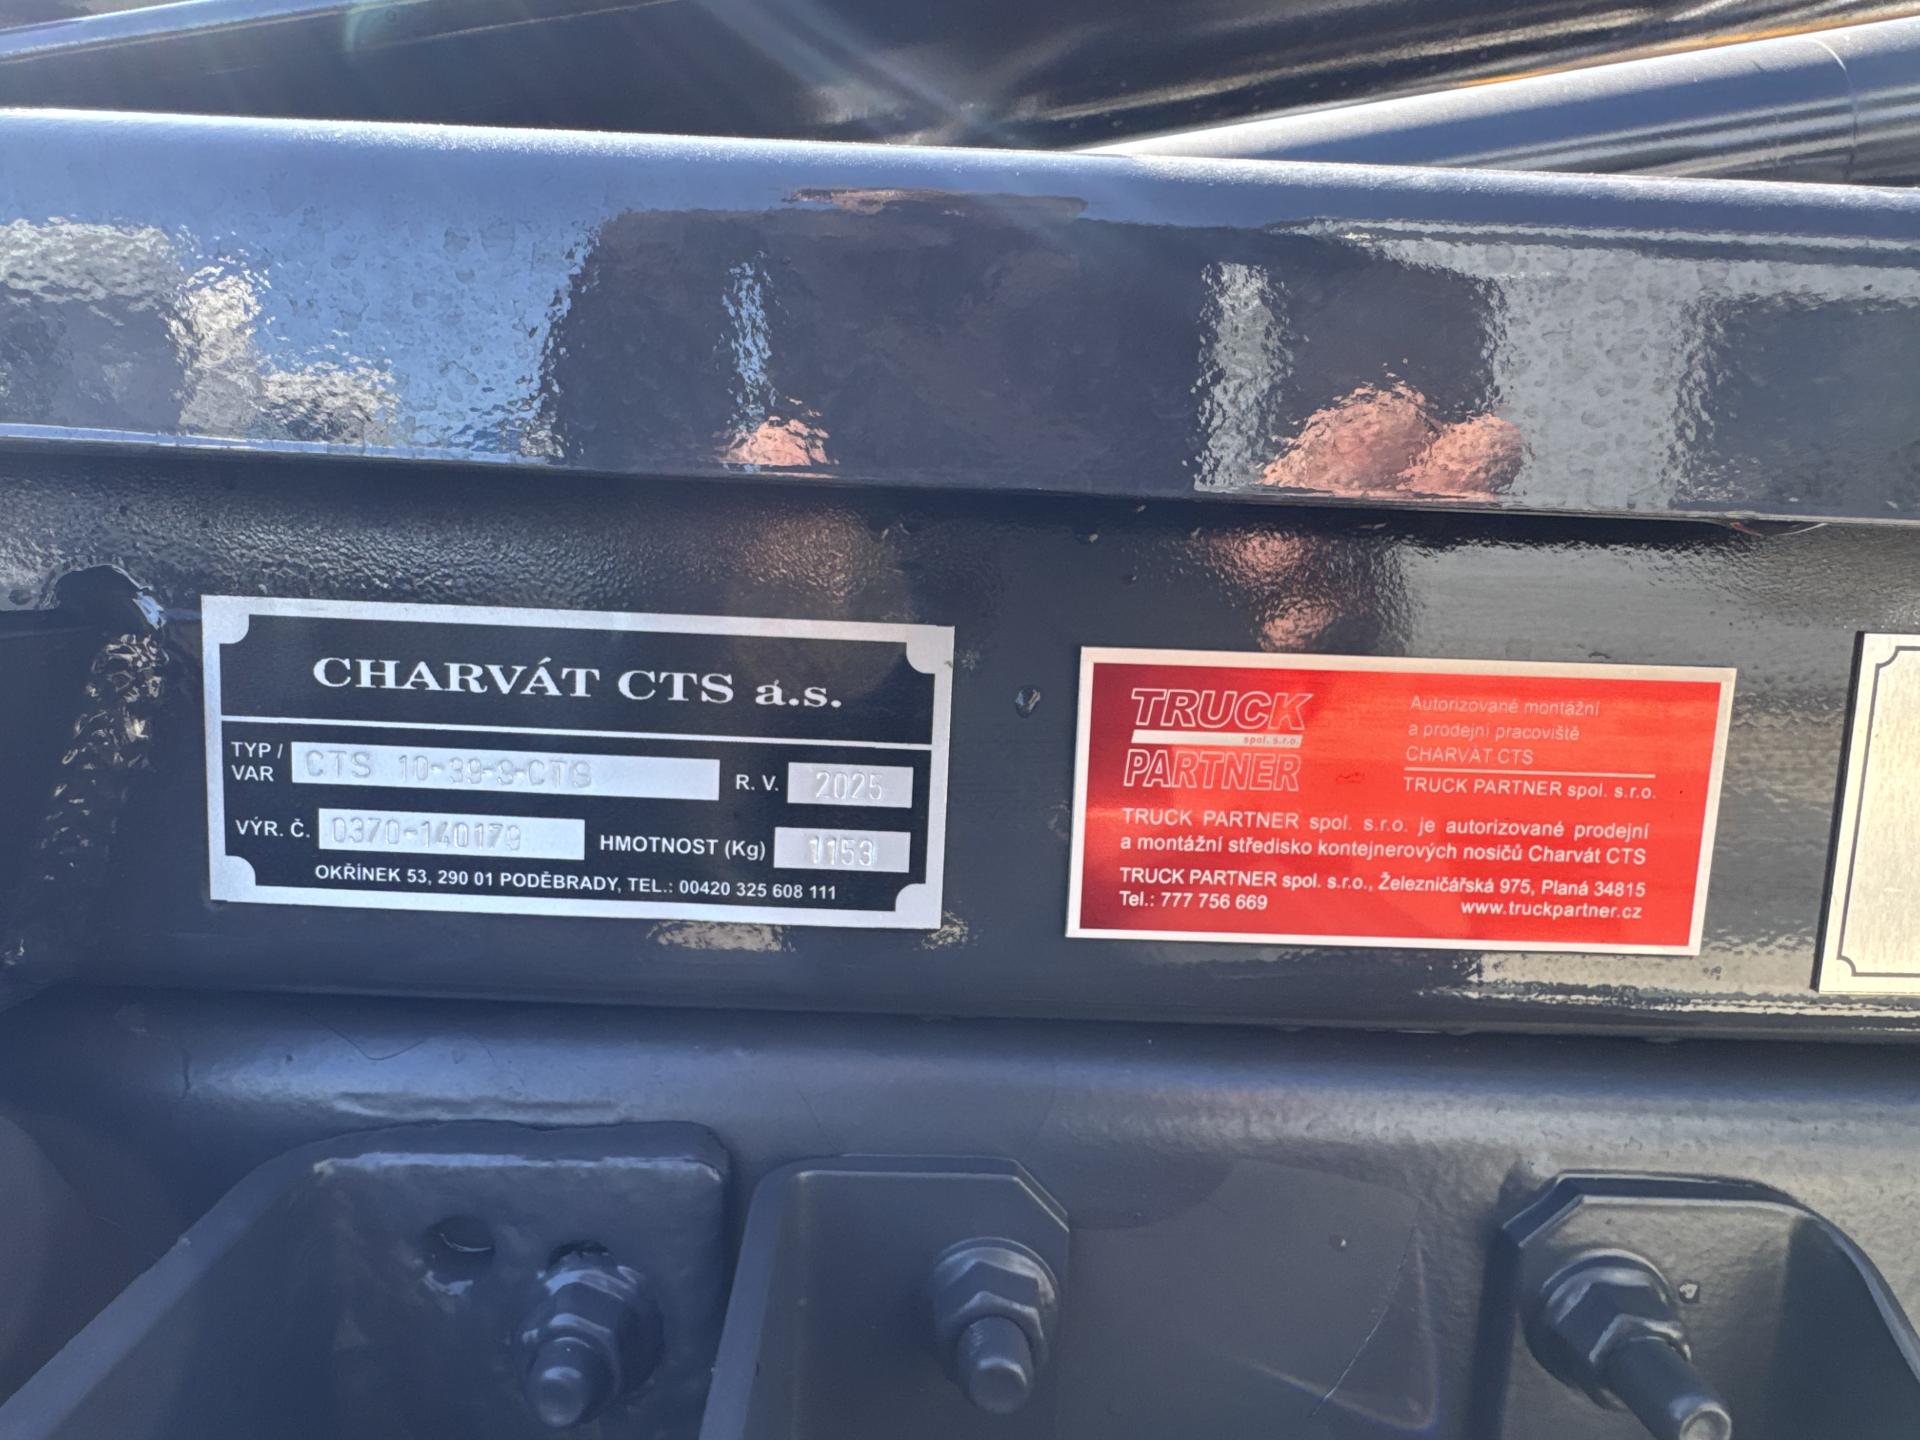 CHARVÁT CTS a.s.
TYP / VAR CTS 10-39-S-CTS R. V. 2025
VÝR. Č. 0370-140179 HMOTNOST (Kg) 1153
OKŘÍNEK 53, 290 01 PODĚBRADY, TEL.: 00420 325 608 111
TRUCK
spol. s.r.o.
PARTNER
Autorizované montážní
a prodejní pracoviště
CHARVÁT CTS
TRUCK PARTNER spol. s.r.o.
TRUCK PARTNER spol. s.r.o. je autorizované prodejní
a montážní středisko kontejnerových nosičů Charvát CTS
TRUCK PARTNER spol. s.r.o., Železničářská 975, Planá 34815
Tel.: 777 756 669 www.truckpartner.cz